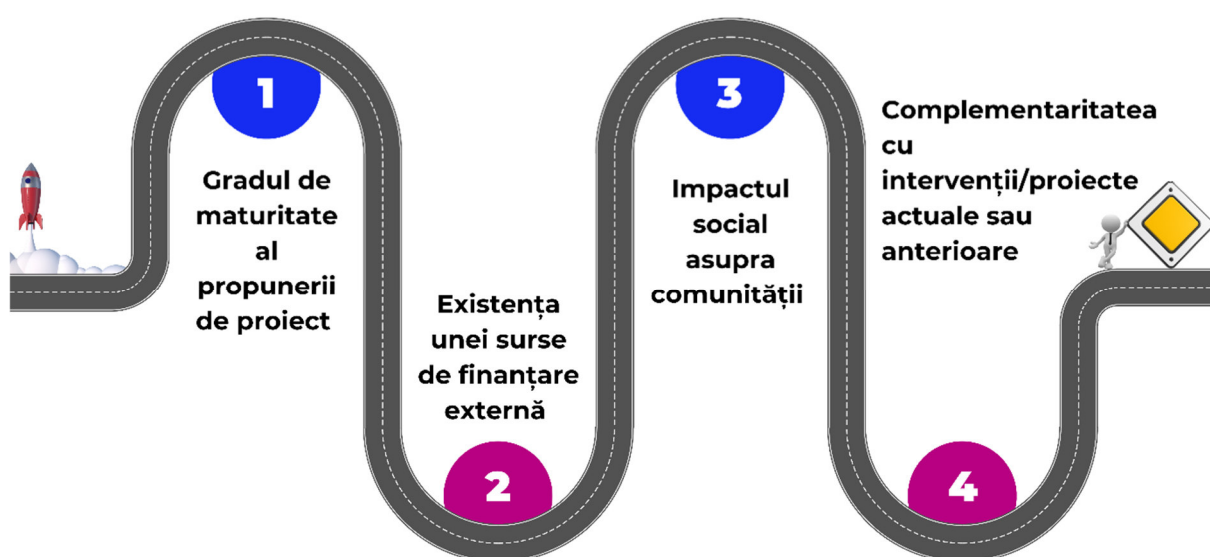 1
Gradul de
maturitate
al
propunerii
de proiect
2
Existența
unei surse
de finanțare
externă
3
Impactul
social
asupra
comunității
4
Complementaritatea
cu
intervenții/proiecte
actuale sau
anterioare